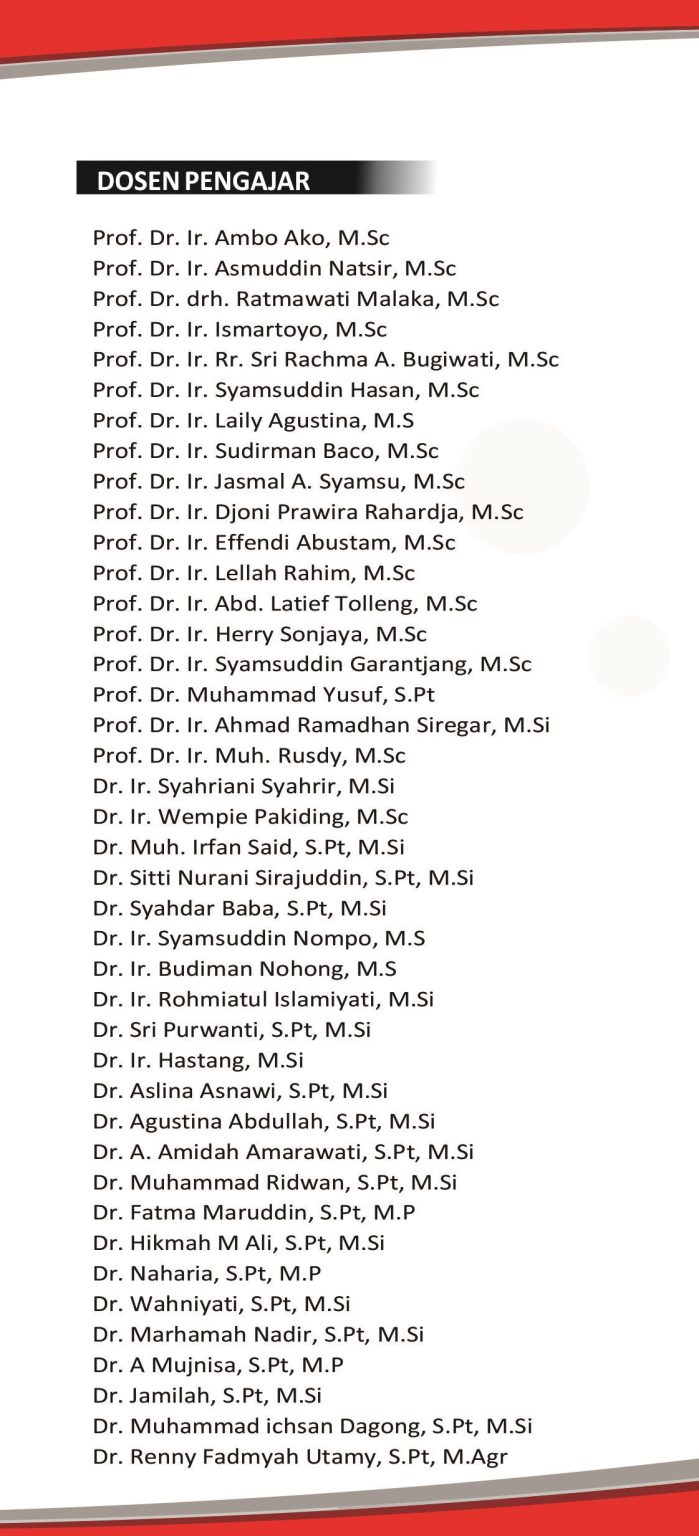 DOSEN PENGAJAR
Prof. Dr. Ir. Ambo Ako, M.Sc
Prof. Dr. Ir. Asmuddin Natsir, M.Sc
Prof. Dr. drh. Ratmawati Malaka, M.Sc
Prof. Dr. Ir. Ismartoyo, M.Sc
Prof. Dr. Ir. Rr. Sri Rachma A. Bugiwati, M.Sc
Prof. Dr. Ir. Syamsuddin Hasan, M.Sc
Prof. Dr. Ir. Laily Agustina, M.S
Prof. Dr. Ir. Sudirman Baco, M.Sc
Prof. Dr. Ir. Jasmal A. Syamsu, M.Sc
Prof. Dr. Ir. Djoni Prawira Rahardja, M.Sc
Prof. Dr. Ir. Effendi Abustam, M.Sc
Prof. Dr. Ir. Lellah Rahim, M.Sc
Prof. Dr. Ir. Abd. Latief Tolleng, M.Sc
Prof. Dr. Ir. Herry Sonjaya, M.Sc
Prof. Dr. Ir. Syamsuddin Garantjang, M.Sc
Prof. Dr. Muhammad Yusuf, S.Pt
Prof. Dr. Ir. Ahmad Ramadhan Siregar, M.Si
Prof. Dr. Ir. Muh. Rusdy, M.Sc
Dr. Ir. Syahriani Syahrir, M.Si
Dr. Ir. Wempie Pakiding, M.Sc
Dr. Muh. Irfan Said, S.Pt, M.Si
Dr. Sitti Nurani Sirajuddin, S.Pt, M.Si
Dr. Syahdar Baba, S.Pt, M.Si
Dr. Ir. Syamsuddin Nompo, M.S
Dr. Ir. Budiman Nohong, M.S
Dr. Ir. Rohmiatul Islamiyati, M.Si
Dr. Sri Purwanti, S.Pt, M.Si
Dr. Ir. Hastang, M.Si
Dr. Aslina Asnawi, S.Pt, M.Si
Dr. Agustina Abdullah, S.Pt, M.Si
Dr. A. Amidah Amarawati, S.Pt, M.Si
Dr. Muhammad Ridwan, S.Pt, M.Si
Dr. Fatma Maruddin, S.Pt, M.P
Dr. Hikmah M Ali, S.Pt, M.Si
Dr. Naharia, S.Pt, M.P
Dr. Wahniyati, S.Pt, M.Si
Dr. Marhamah Nadir, S.Pt, M.Si
Dr. A Mujnisa, S.Pt, M.P
Dr. Jamilah, S.Pt, M.Si
Dr. Muhammad ichsan Dagong, S.Pt, M.Si
Dr. Renny Fadmyah Utamy, S.Pt, M.Agr